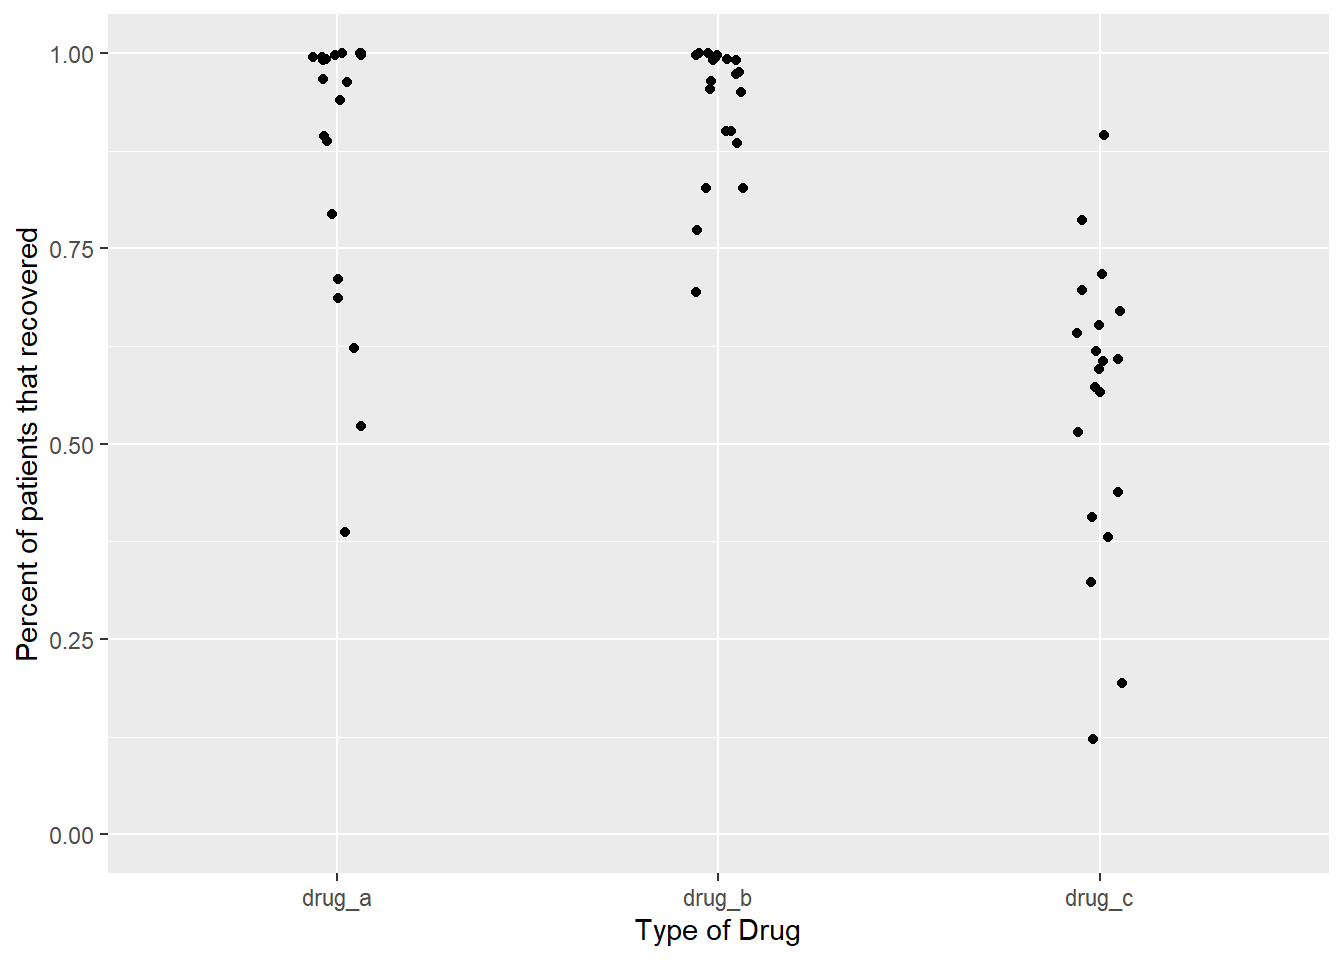 Percent of patients that recovered
1.00
0.75
0.50
0.25
0.00
drug_a
drug_b
drug_c
Type of Drug